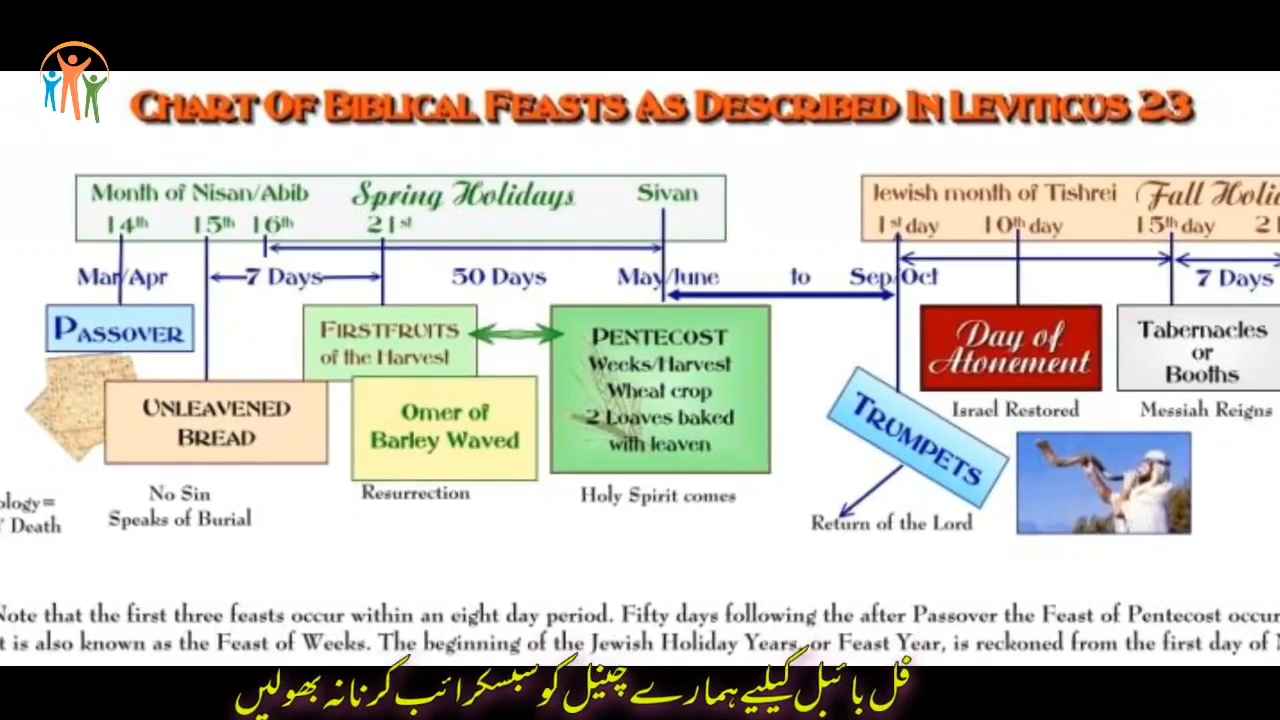 CHART OF BIBLICAL FEASTS AS DESCRIBED IN LEVITICUS 23
Month of Nisan/Abib Spring Holidays Sivan
14th 15th 16th 21st
Jewish month of Tishrei Fall Holi
1st day 10th day 15th day 21
Mar/Apr 7 Days 50 Days May/June to Sep/Oct 7 Days
PASSOVER
UNLEAVENED
BREAD
FIRSTFRUITS
of the Harvest
Omer of
Barley Waved
PENTECOST
Weeks/Harvest
Wheat crop
2 Loaves baked
with leaven
TRUMPETS
Day of
Atonement
Tabernacles
or
Booths
Israel Restored
Messiah Reigns
ology=
Death
No Sin
Speaks of Burial
Resurrection
Holy Spirit comes
Return of the Lord
Note that the first three feasts occur within an eight day period. Fifty days following the after Passover the Feast of Pentecost occur
t is also known as the Feast of Weeks. The beginning of the Jewish Holiday Years, or Feast Year, is reckoned from the first day of
فل بائبل کیلیے ہمارے چینل کو سبسکرائب کرنا نہ بھولیں